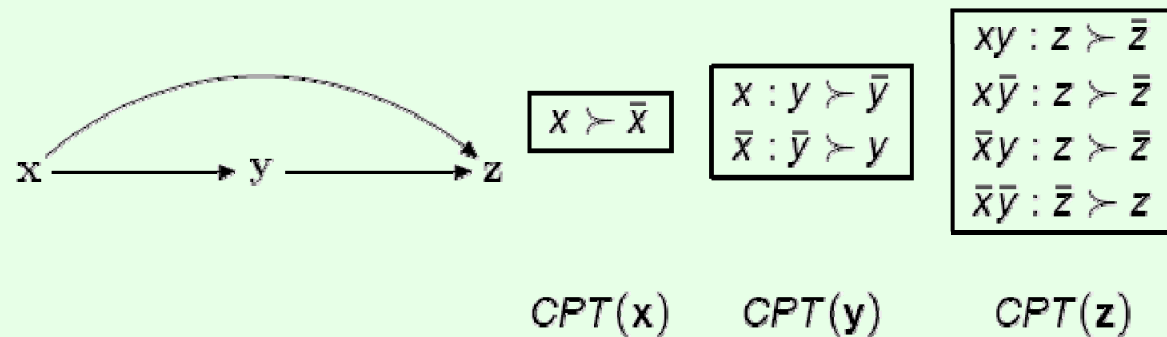 x y z
x ≻ x̄
x : y ≻ ȳ
x̄ : ȳ ≻ y
xy : z ≻ z̄
xȳ : z ≻ z̄
x̄y : z ≻ z̄
x̄ȳ : z̄ ≻ z
CPT(x) CPT(y) CPT(z)